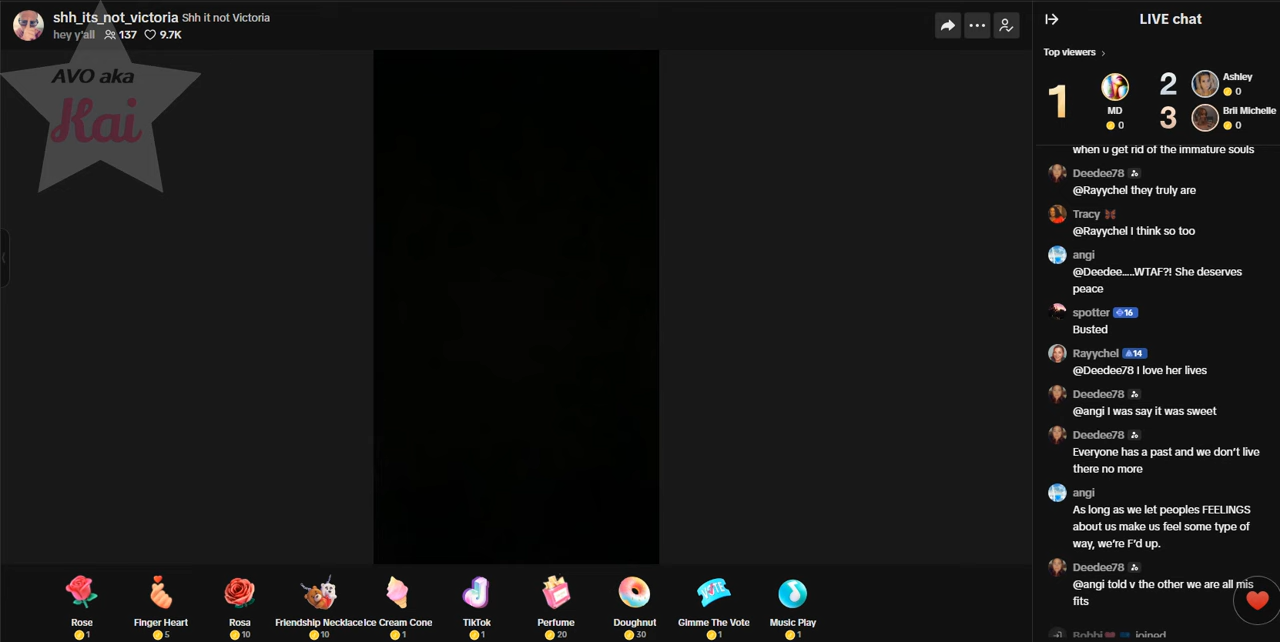 shh_its_not_victoria Shh it not Victoria
hey y'all 137 9.7K
AVO aka
Kai
LIVE chat
Top viewers
1
MD
0
2
Ashley
0
3
Bril Michelle
0
when u get rid of the immature souls
Deedee78
@Rayychel they truly are
Tracy
@Rayychel I think so too
angi
@Deedee.....WTAF?! She deserves
peace
spotter 16
Busted
Rayychel 14
@Deedee78 I love her lives
Deedee78
@angi I was say it was sweet
Deedee78
Everyone has a past and we don't live
there no more
angi
As long as we let peoples FEELINGS
about us make us feel some type of
way, we're F'd up.
Deedee78
@angi told v the other we are all mis
fits
Bobbi joined
Rose
1
Finger Heart
5
Rosa
10
Friendship Necklace
10
Ice Cream Cone
1
TikTok
1
Perfume
20
Doughnut
30
VOTE
Gimme The Vote
1
Music Play
1